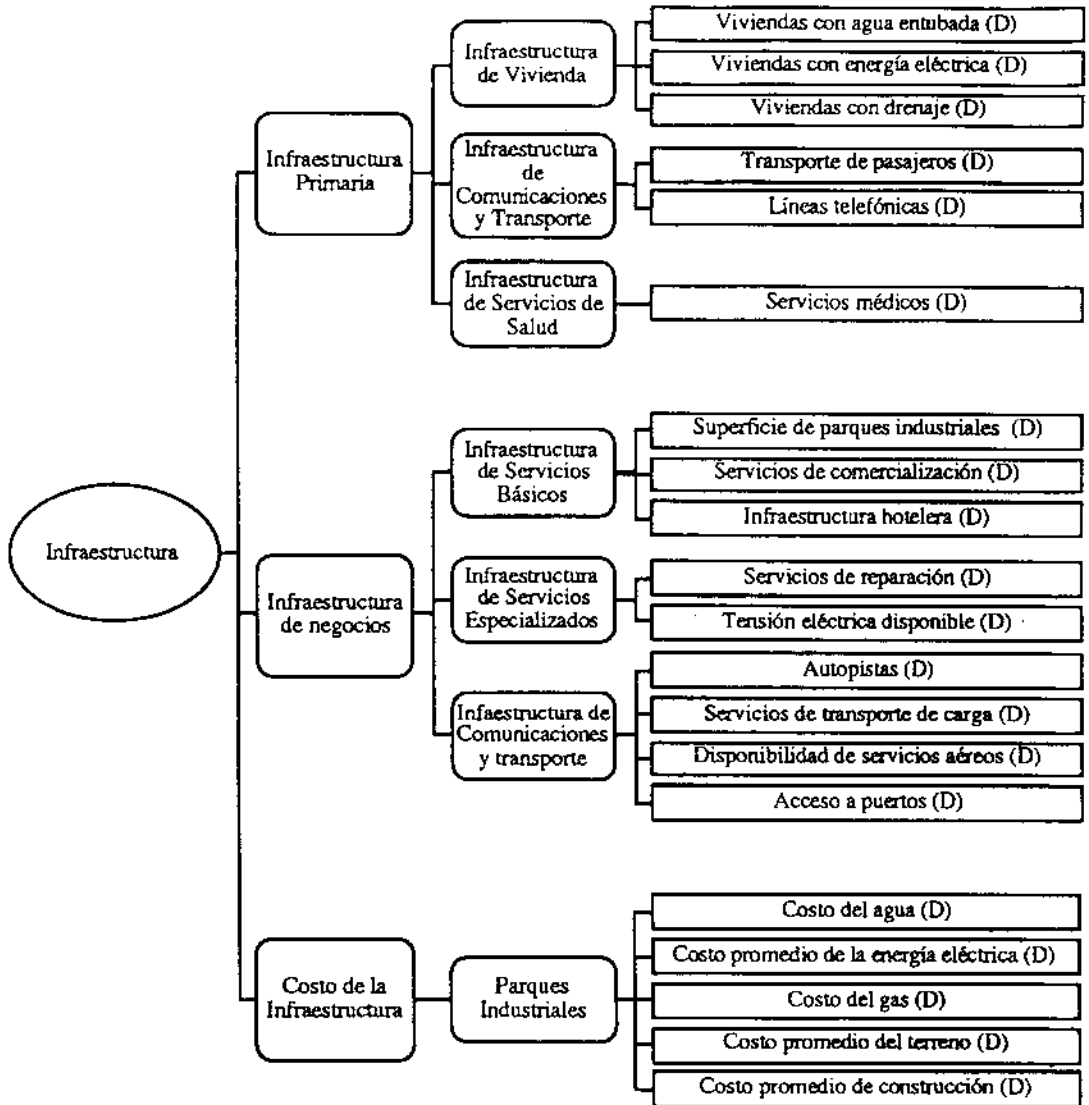 Infraestructura
Infraestructura
Primaria
Infraestructura
de Vivienda
Viviendas con agua entubada (D)
Viviendas con energía eléctrica (D)
Viviendas con drenaje (D)
Infraestructura
de
Comunicaciones
y Transporte
Transporte de pasajeros (D)
Líneas telefónicas (D)
Infraestructura
de Servicios de
Salud
Servicios médicos (D)
Infraestructura
de negocios
Infraestructura
de Servicios
Básicos
Superficie de parques industriales (D)
Servicios de comercialización (D)
Infraestructura hotelera (D)
Infraestructura
de Servicios
Especializados
Servicios de reparación (D)
Tensión eléctrica disponible (D)
Infaestructura de
Comunicaciones
y transporte
Autopistas (D)
Servicios de transporte de carga (D)
Disponibilidad de servicios aéreos (D)
Acceso a puertos (D)
Costo de la
Infraestructura
Parques
Industriales
Costo del agua (D)
Costo promedio de la energía eléctrica (D)
Costo del gas (D)
Costo promedio del terreno (D)
Costo promedio de construcción (D)